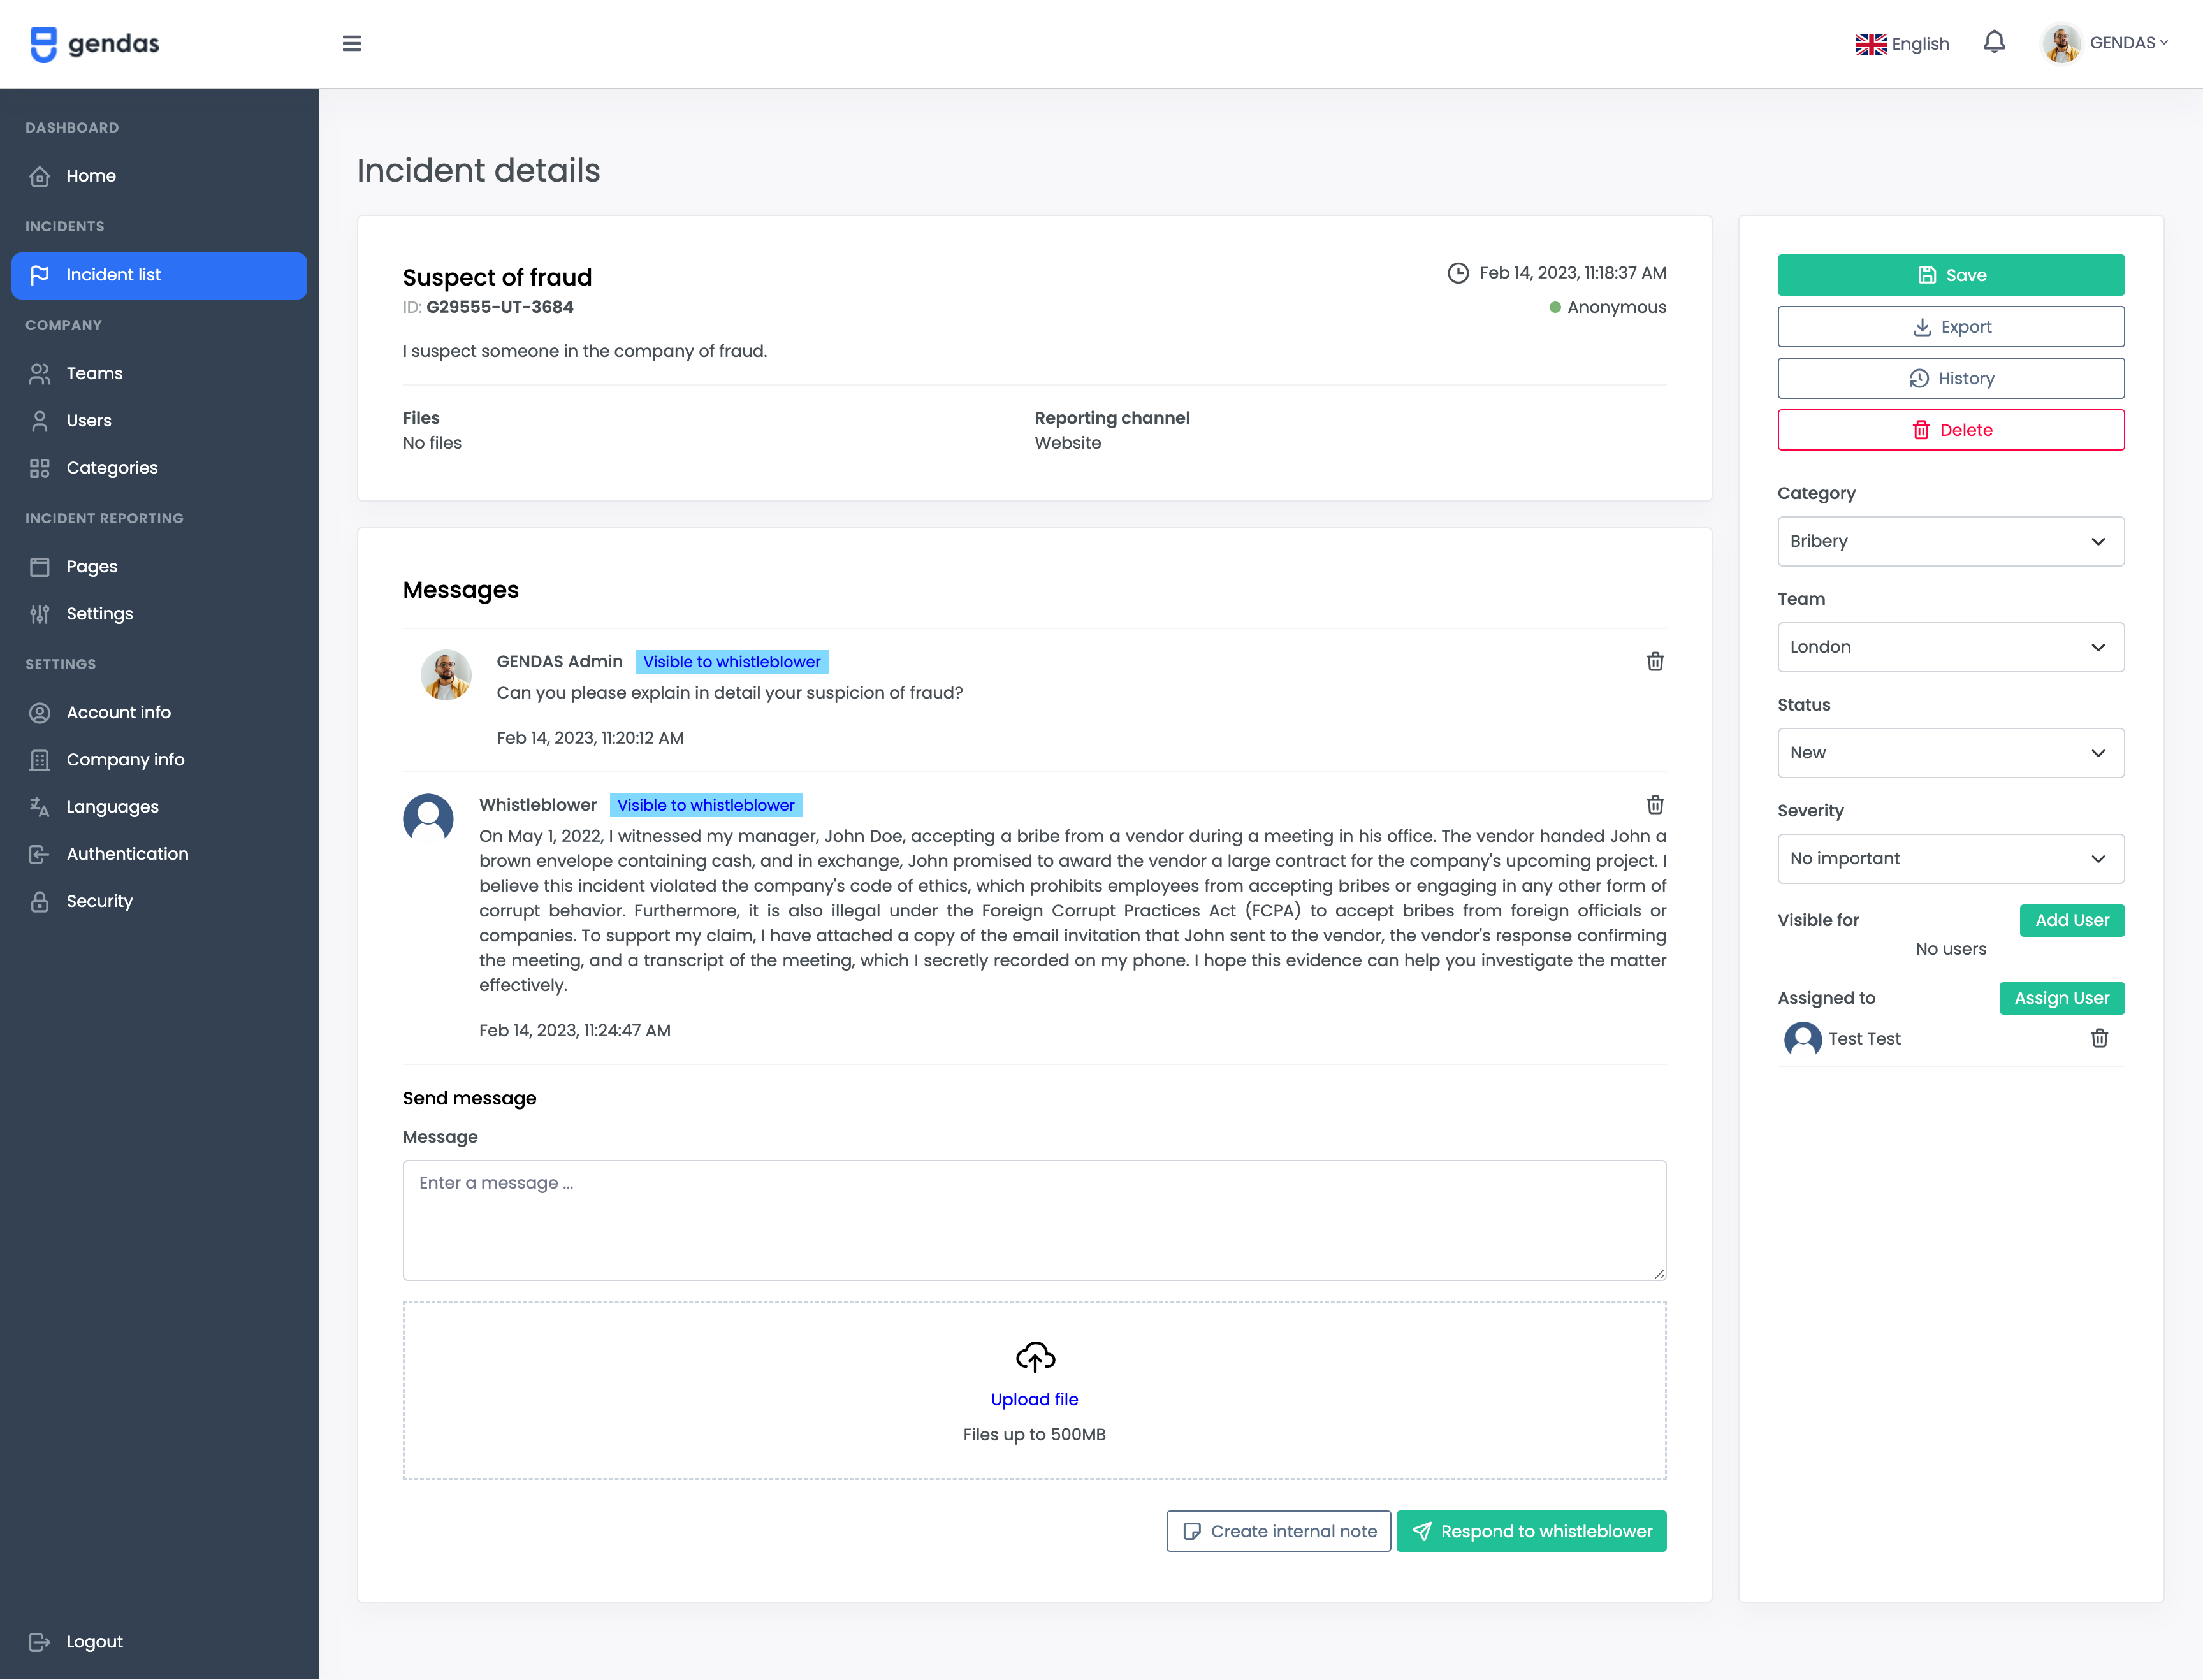 gendas
English
GENDAS
DASHBOARD
Home
INCIDENTS
Incident list
COMPANY
Teams
Users
Categories
INCIDENT REPORTING
Pages
Settings
SETTINGS
Account info
Company info
Languages
Authentication
Security
Logout
Incident details
Suspect of fraud
Feb 14, 2023, 11:18:37 AM
ID: G29555-UT-3684
Anonymous
I suspect someone in the company of fraud.
Files
Reporting channel
No files
Website
Messages
GENDAS Admin Visible to whistleblower
Can you please explain in detail your suspicion of fraud?
Feb 14, 2023, 11:20:12 AM
Whistleblower Visible to whistleblower
On May 1, 2022, I witnessed my manager, John Doe, accepting a bribe from a vendor during a meeting in his office. The vendor handed John a
brown envelope containing cash, and in exchange, John promised to award the vendor a large contract for the company's upcoming project. I
believe this incident violated the company's code of ethics, which prohibits employees from accepting bribes or engaging in any other form of
corrupt behavior. Furthermore, it is also illegal under the Foreign Corrupt Practices Act (FCPA) to accept bribes from foreign officials or
companies. To support my claim, I have attached a copy of the email invitation that John sent to the vendor, the vendor's response confirming
the meeting, and a transcript of the meeting, which I secretly recorded on my phone. I hope this evidence can help you investigate the matter
effectively.
Feb 14, 2023, 11:24:47 AM
Send message
Message
Enter a message ...
Upload file
Files up to 500MB
Create internal note
Respond to whistleblower
Save
Export
History
Delete
Category
Bribery
Team
London
Status
New
Severity
No important
Visible for
Add User
No users
Assigned to
Assign User
Test Test